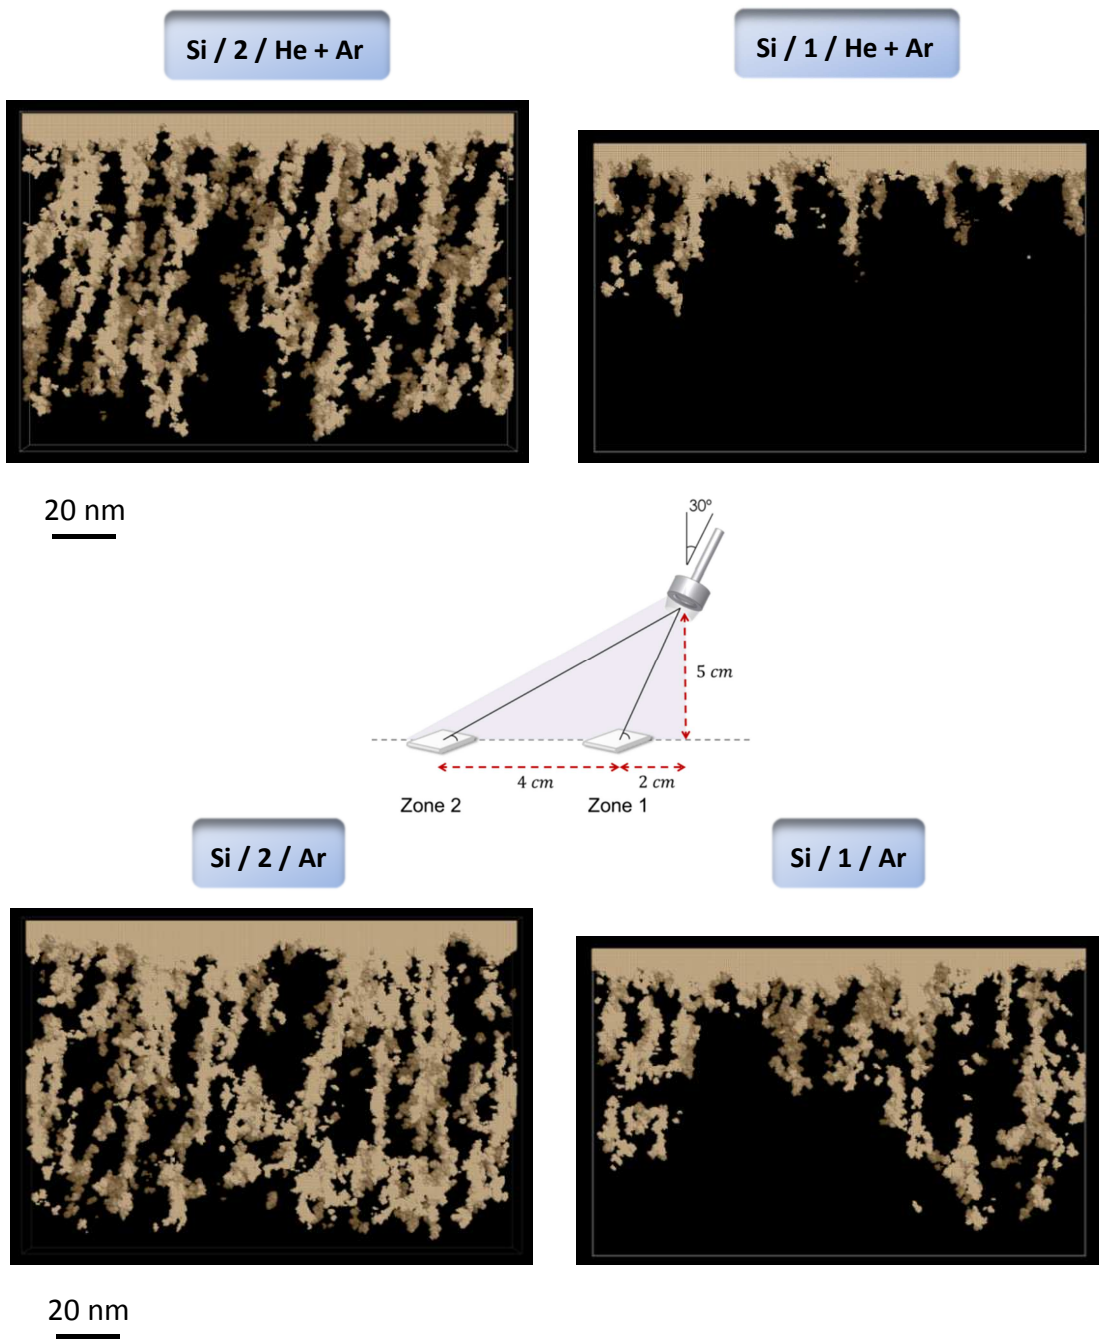 Si / 2 / He + Ar
Si / 1 / He + Ar
20 nm
30º
5 cm
4 cm
2 cm
Zone 2
Zone 1
Si / 2 / Ar
Si / 1 / Ar
20 nm